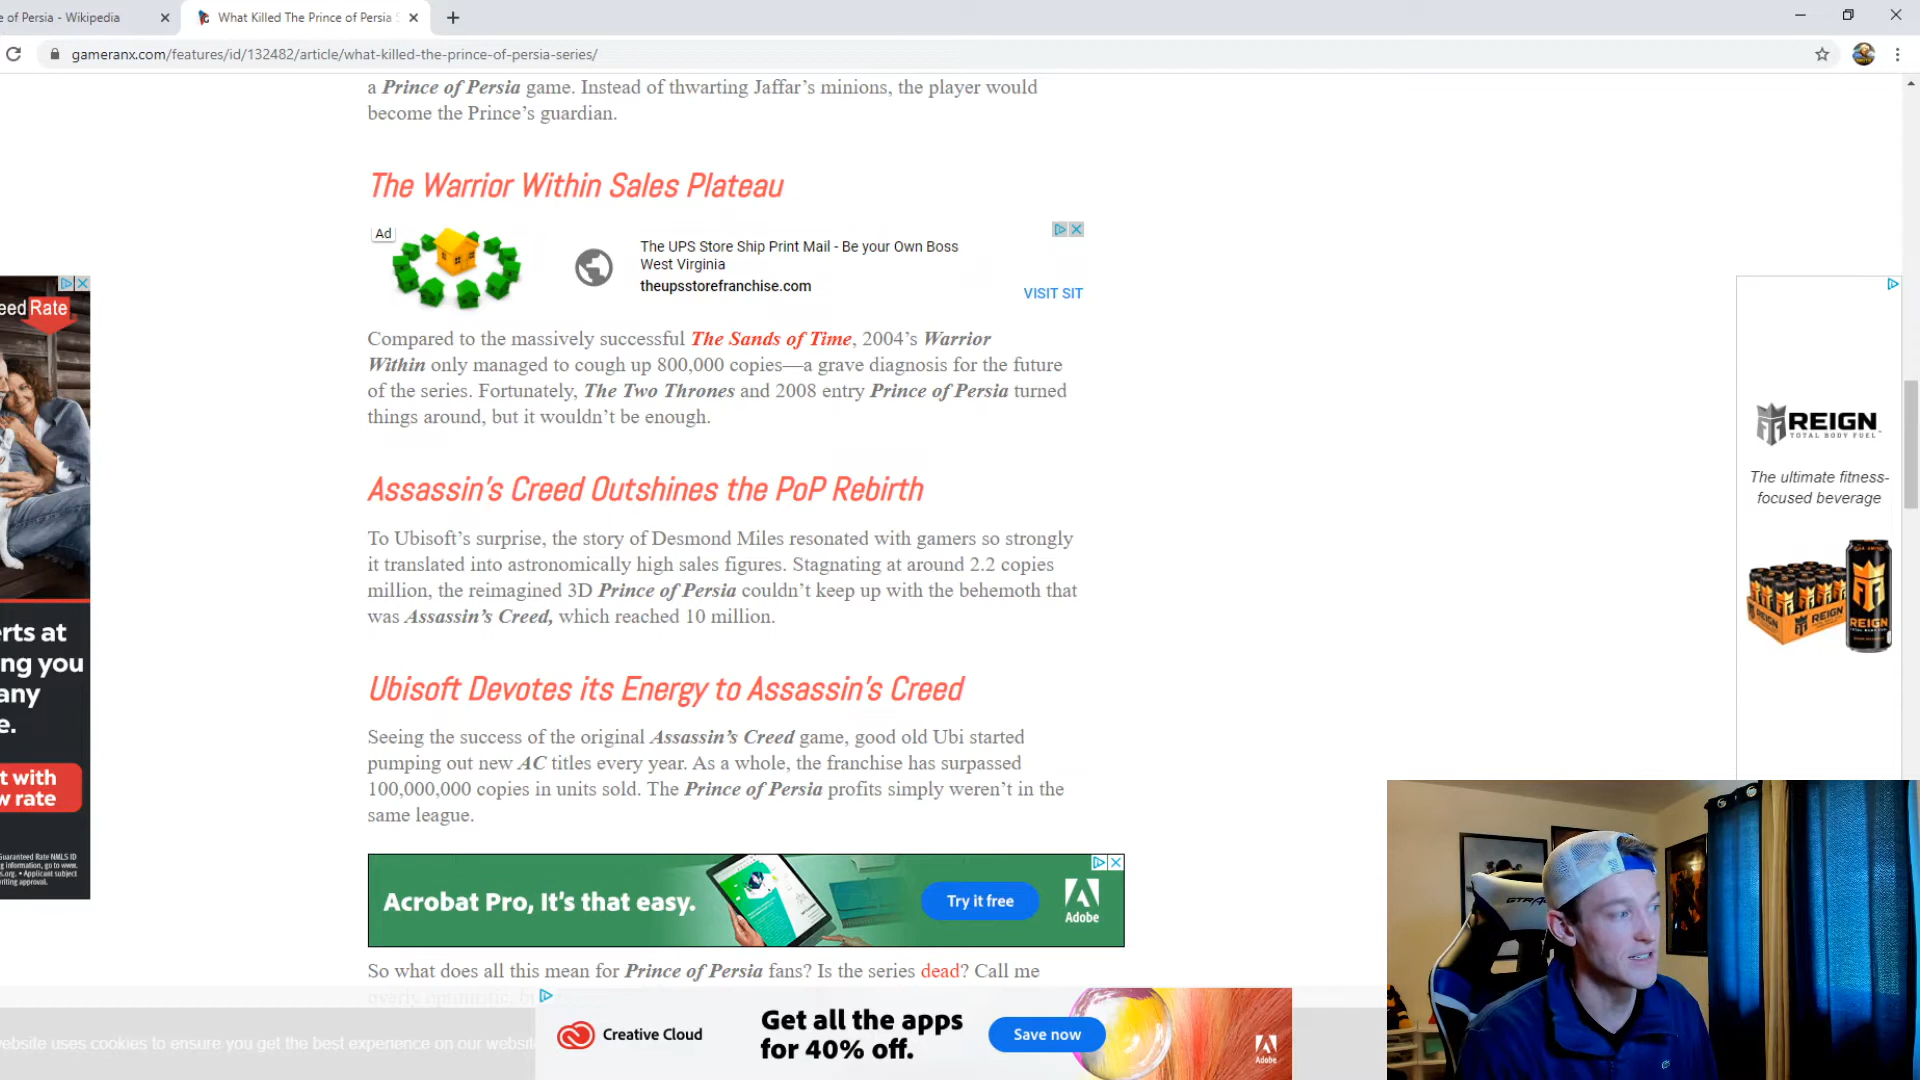 e of Persia - Wikipedia
What Killed The Prince of Persia S
gameranx.com/features/id/132482/article/what-killed-the-prince-of-persia-series/
a Prince of Persia game. Instead of thwarting Jaffar’s minions, the player would
become the Prince’s guardian.
The Warrior Within Sales Plateau
Ad
The UPS Store Ship Print Mail - Be your Own Boss
West Virginia
theupsstorefranchise.com
VISIT SIT
Compared to the massively successful The Sands of Time, 2004’s Warrior
Within only managed to cough up 800,000 copies—a grave diagnosis for the future
of the series. Fortunately, The Two Thrones and 2008 entry Prince of Persia turned
things around, but it wouldn’t be enough.
Assassin’s Creed Outshines the PoP Rebirth
To Ubisoft’s surprise, the story of Desmond Miles resonated with gamers so strongly
it translated into astronomically high sales figures. Stagnating at around 2.2 copies
million, the reimagined 3D Prince of Persia couldn’t keep up with the behemoth that
was Assassin’s Creed, which reached 10 million.
Ubisoft Devotes its Energy to Assassin’s Creed
Seeing the success of the original Assassin’s Creed game, good old Ubi started
pumping out new AC titles every year. As a whole, the franchise has surpassed
100,000,000 copies in units sold. The Prince of Persia profits simply weren’t in the
same league.
Acrobat Pro, It's that easy.
Try it free
Adobe
So what does all this mean for Prince of Persia fans? Is the series dead? Call me
overly optimistic, b
ebsite uses cookies to ensure you get the best experience on our websit
Creative Cloud
Get all the apps
for 40% off.
Save now
Adobe
eed Rate
rts at
ng you
any
e.
t with
w rate
Guaranteed Rate NMLS ID
g information, go to www.
s.org. • Applicant subject
writing approval.
REIGN
TOTAL BODY FUEL
The ultimate fitness-
focused beverage
REIGN
REIGN
GTRAC